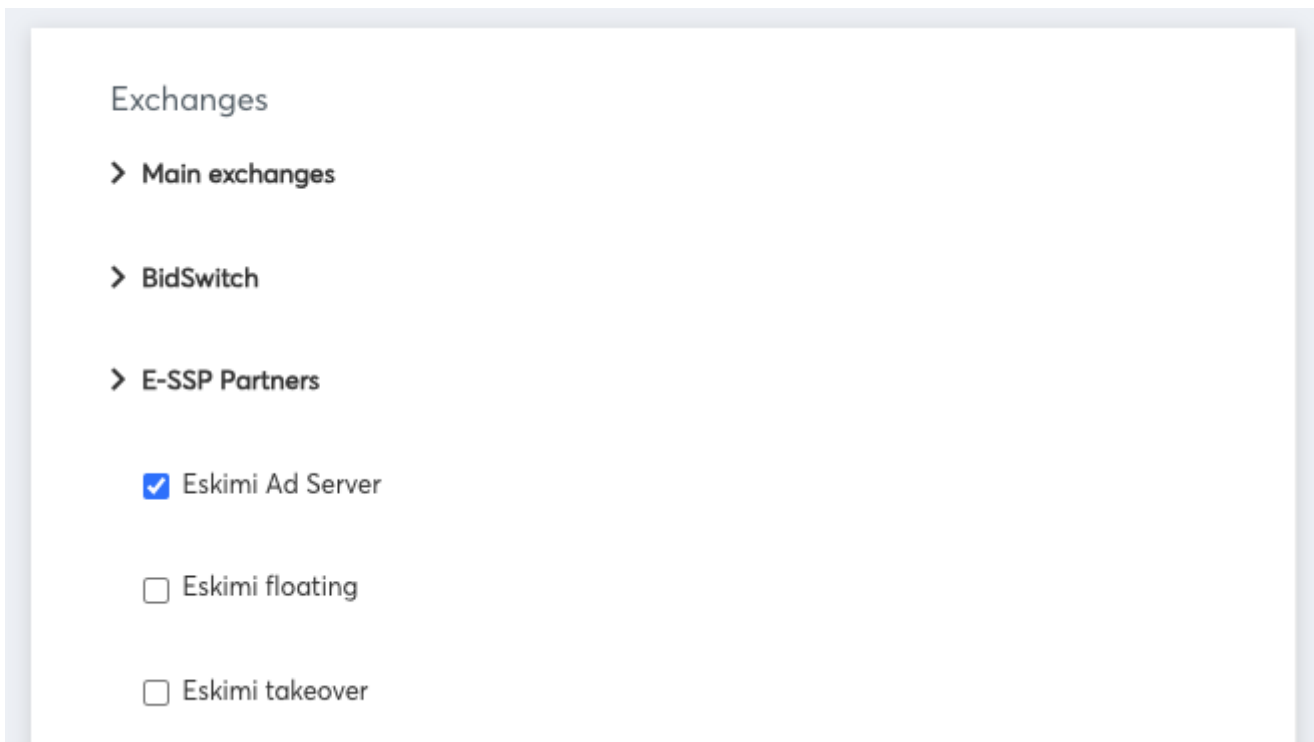 Exchanges
Main exchanges
BidSwitch
E-SSP Partners
Eskimi Ad Server
Eskimi floating
Eskimi takeover